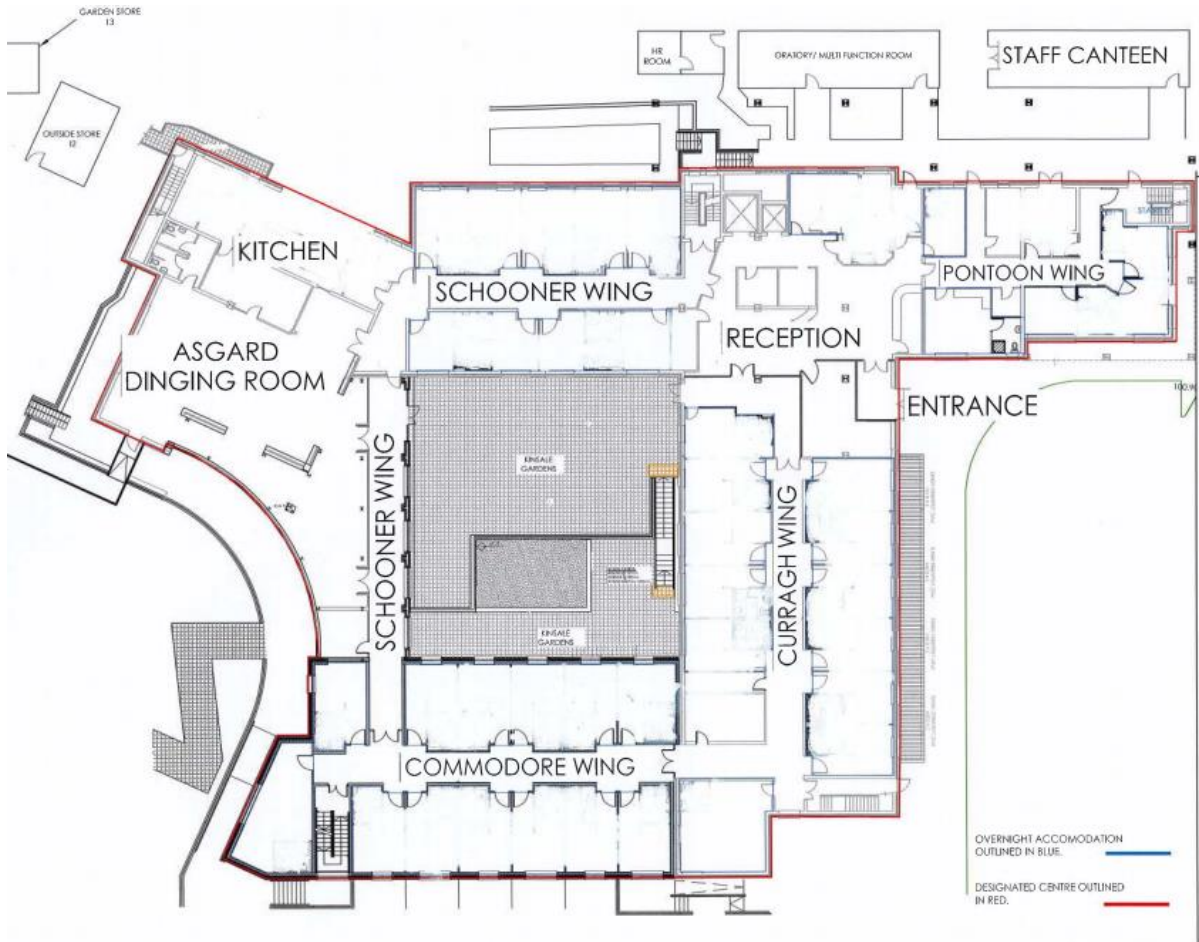 GARDEN STORE
13
OUTSIDE STORE
12
HR
ROOM
ORATORY/ MULTI FUNCTION ROOM
STAFF CANTEEN
KITCHEN
SCHOONER WING
PONTOON WING
RECEPTION
ASGARD
DINGING ROOM
ENTRANCE
SCHOONER WING
KINSALE
GARDENS
CURRAGH WING
KINSALE
GARDENS
COMMODORE WING
OVERNIGHT ACCOMODATION
OUTLINED IN BLUE.
DESIGNATED CENTRE OUTLINED
IN RED.